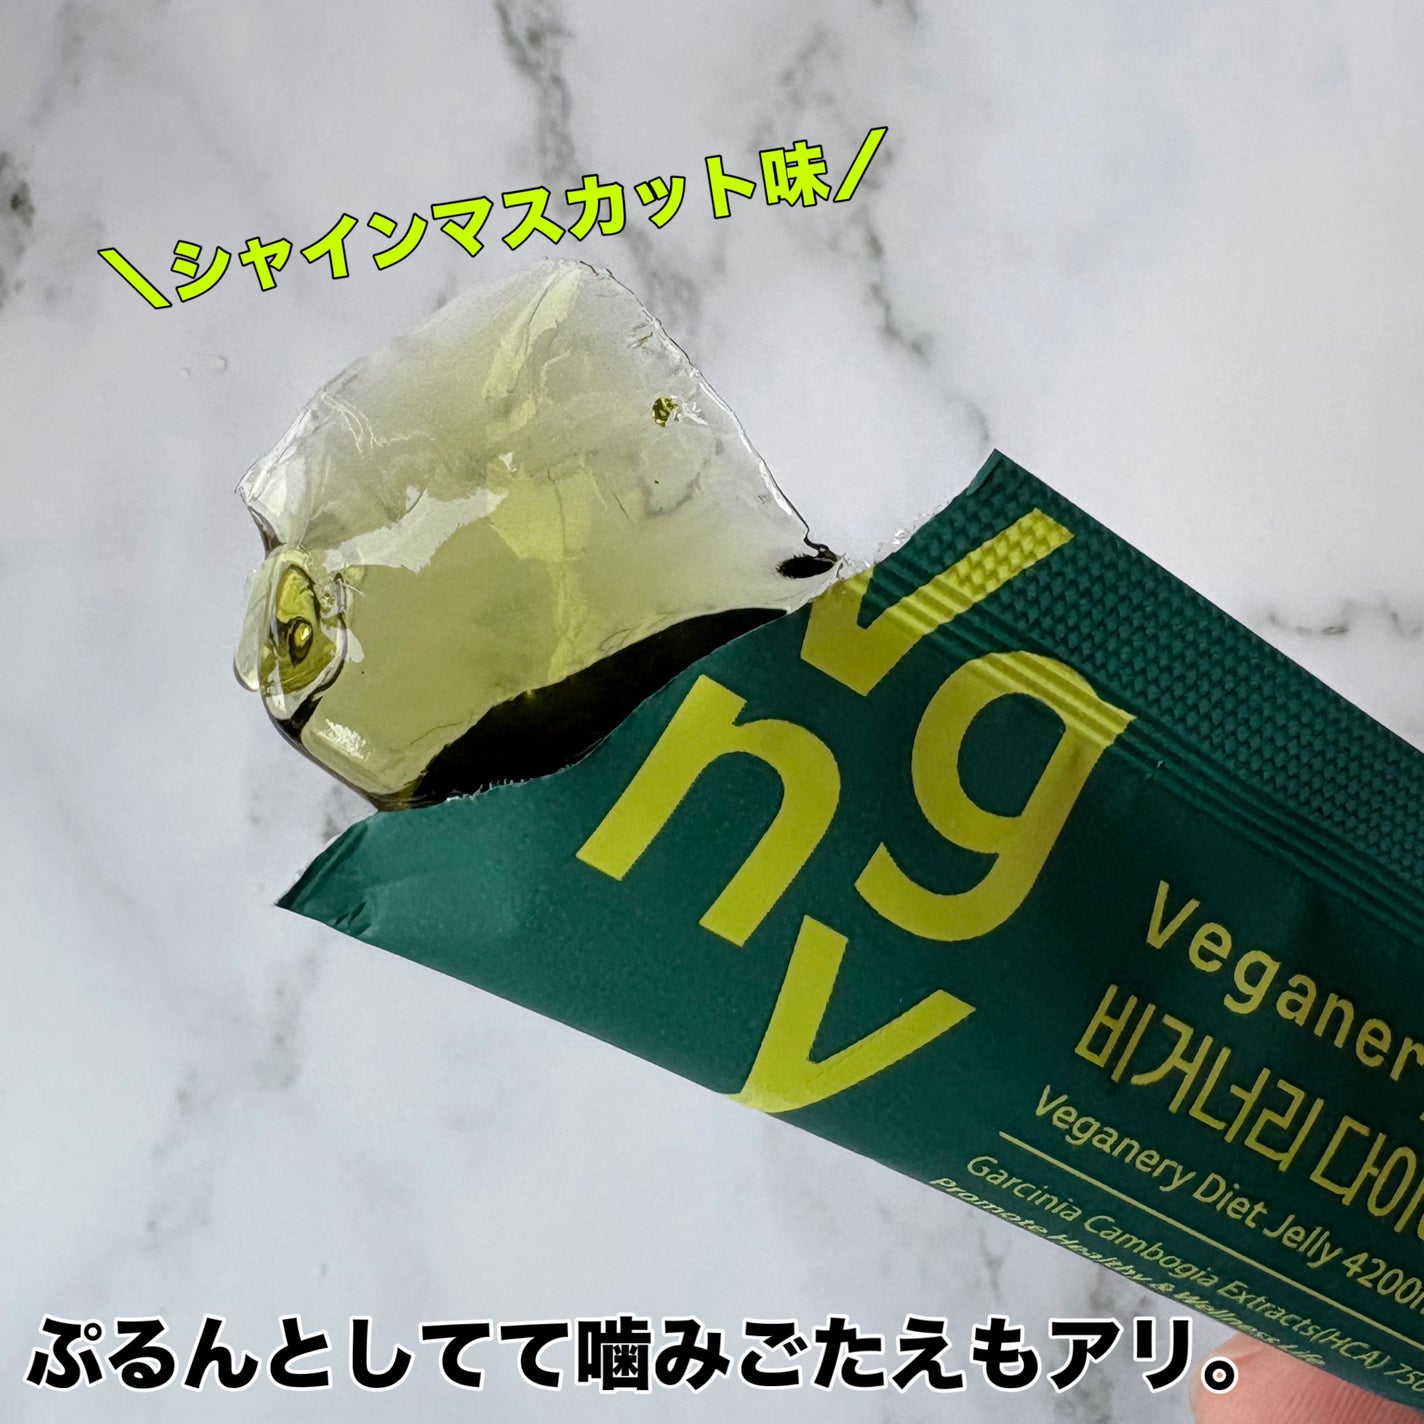 \シャインマスカット味/
v
g
n
y
veganery
비거너리 다이
veganery Diet Jelly 4200
Garcinia Cambogia Extracts(HCA) 750
Promote Healthy & Wellness Life
ぷるんとしてて噛みごたえもアリ。